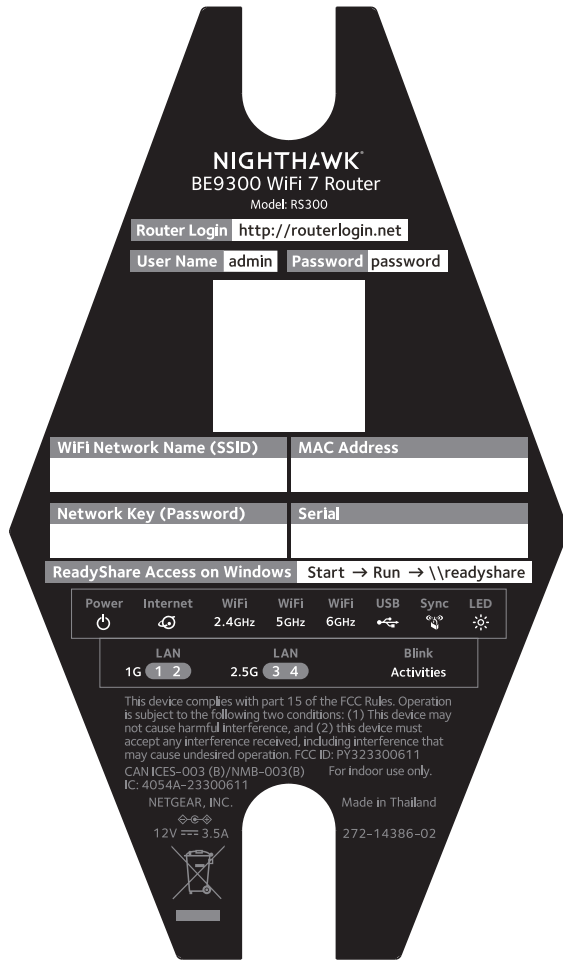 NIGHTHAWK
BE9300 WiFi 7 Router
Model: RS300
Router Login http://routerlogin.net
User Name admin Password password
WiFi Network Name (SSID) MAC Address
Network Key (Password) Serial
ReadyShare Access on Windows Start → Run → \\readyshare
Power Internet WiFi WiFi WiFi USB Sync LED
2.4GHz 5GHz 6GHz
LAN LAN Blink
1G 1 2 2.5G 3 4 Activities
This device complies with part 15 of the FCC Rules. Operation
is subject to the following two conditions: (1) This device may
not cause harmful interference, and (2) this device must
accept any interference received, including interference that
may cause undesired operation. FCC ID: PY323300611
CAN ICES-003 (B)/NMB-003(B) For indoor use only.
IC: 4054A-23300611
NETGEAR, INC. Made in Thailand
12V ⎓ 3.5A 272-14386-02